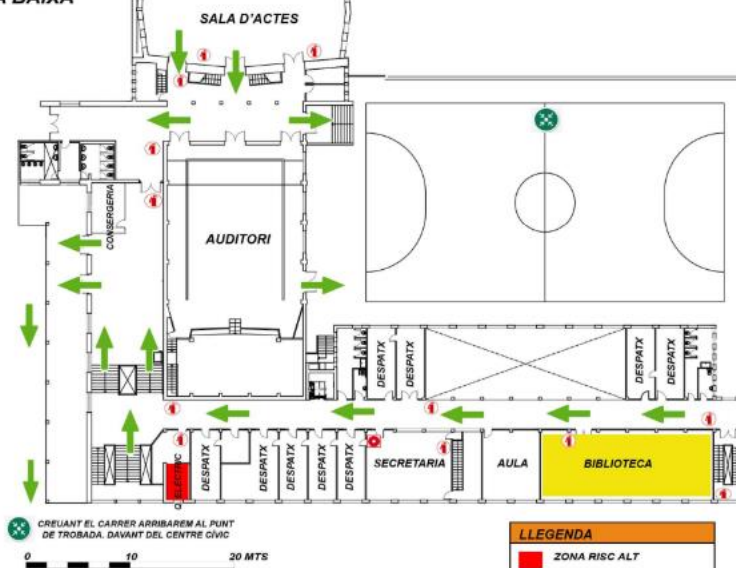 A BAIXA
SALA D'ACTES
CONSERGERIA
AUDITORI
DESPATX
DESPATX
DESPATX
DESPATX
ELECTRIC
DESPATX
DESPATX
DESPATX
DESPATX
DESPATX
SECRETARIA
AULA
BIBLIOTECA
CREUANT EL CARRER ARRIBAREM AL PUNT
DE TROBADA. DAVANT DEL CENTRE CÍVIC
0 10 20 MTS
LLEGENDA
ZONA RISC ALT